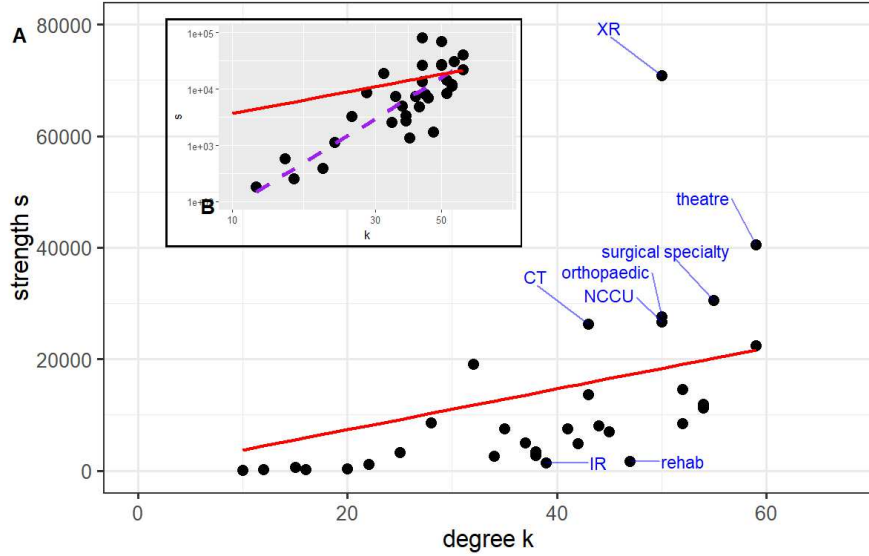 A
80000
60000
40000
20000
0
strength s
0
20
40
60
degree k
XR
theatre
surgical specialty
orthopaedic
NCCU
CT
IR
rehab
1e+05
1e+04
1e+03
s
B
10
30
50
k